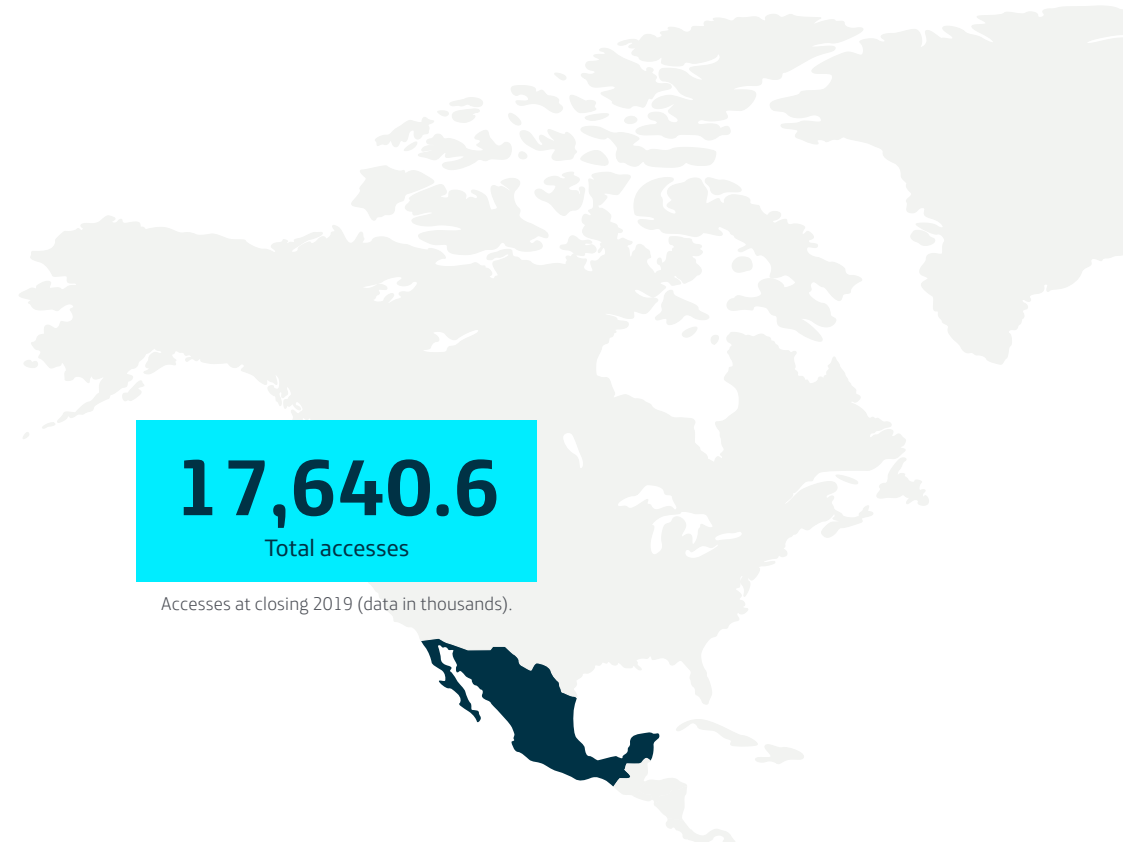 17,640.6
Total accesses
Accesses at closing 2019 (data in thousands).